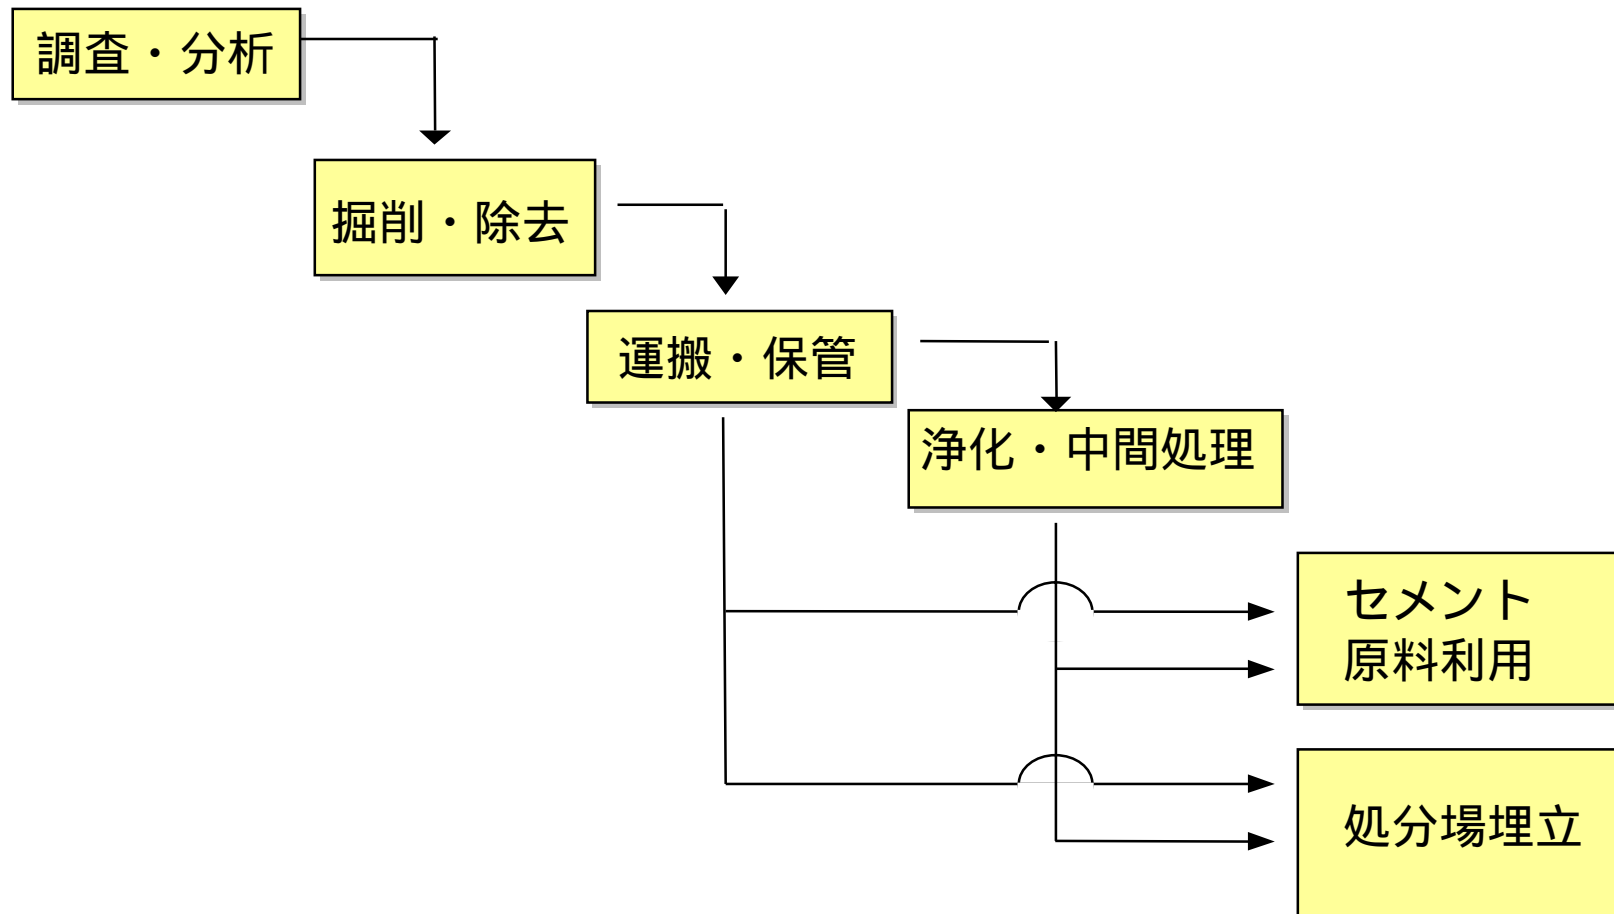 調査・分析
掘削・除去
運搬・保管
浄化・中間処理
セメント
原料利用
処分場埋立